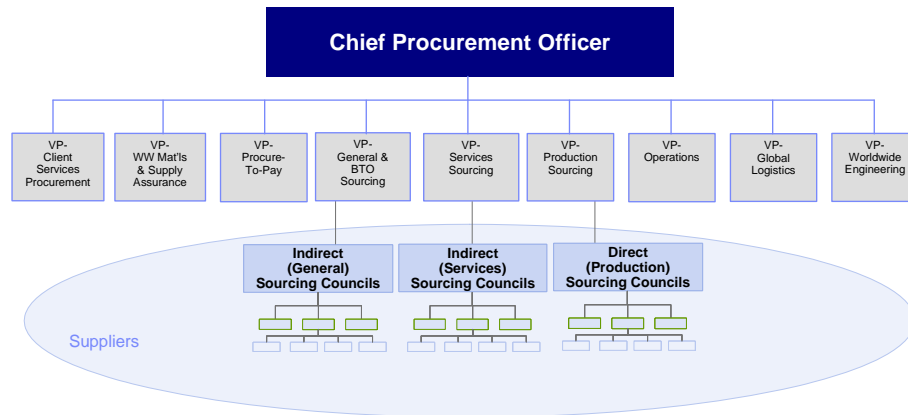 Chief Procurement Officer
VP-
Client
Services
Procurement
VP-
WW Mat'ls
& Supply
Assurance
VP-
Procure-
To-Pay
VP-
General &
BTO
Sourcing
VP-
Services
Sourcing
VP-
Production
Sourcing
VP-
Operations
VP-
Global
Logistics
VP-
Worldwide
Engineering
Indirect
(General)
Sourcing Councils
Indirect
(Services)
Sourcing Councils
Direct
(Production)
Sourcing Councils
Suppliers